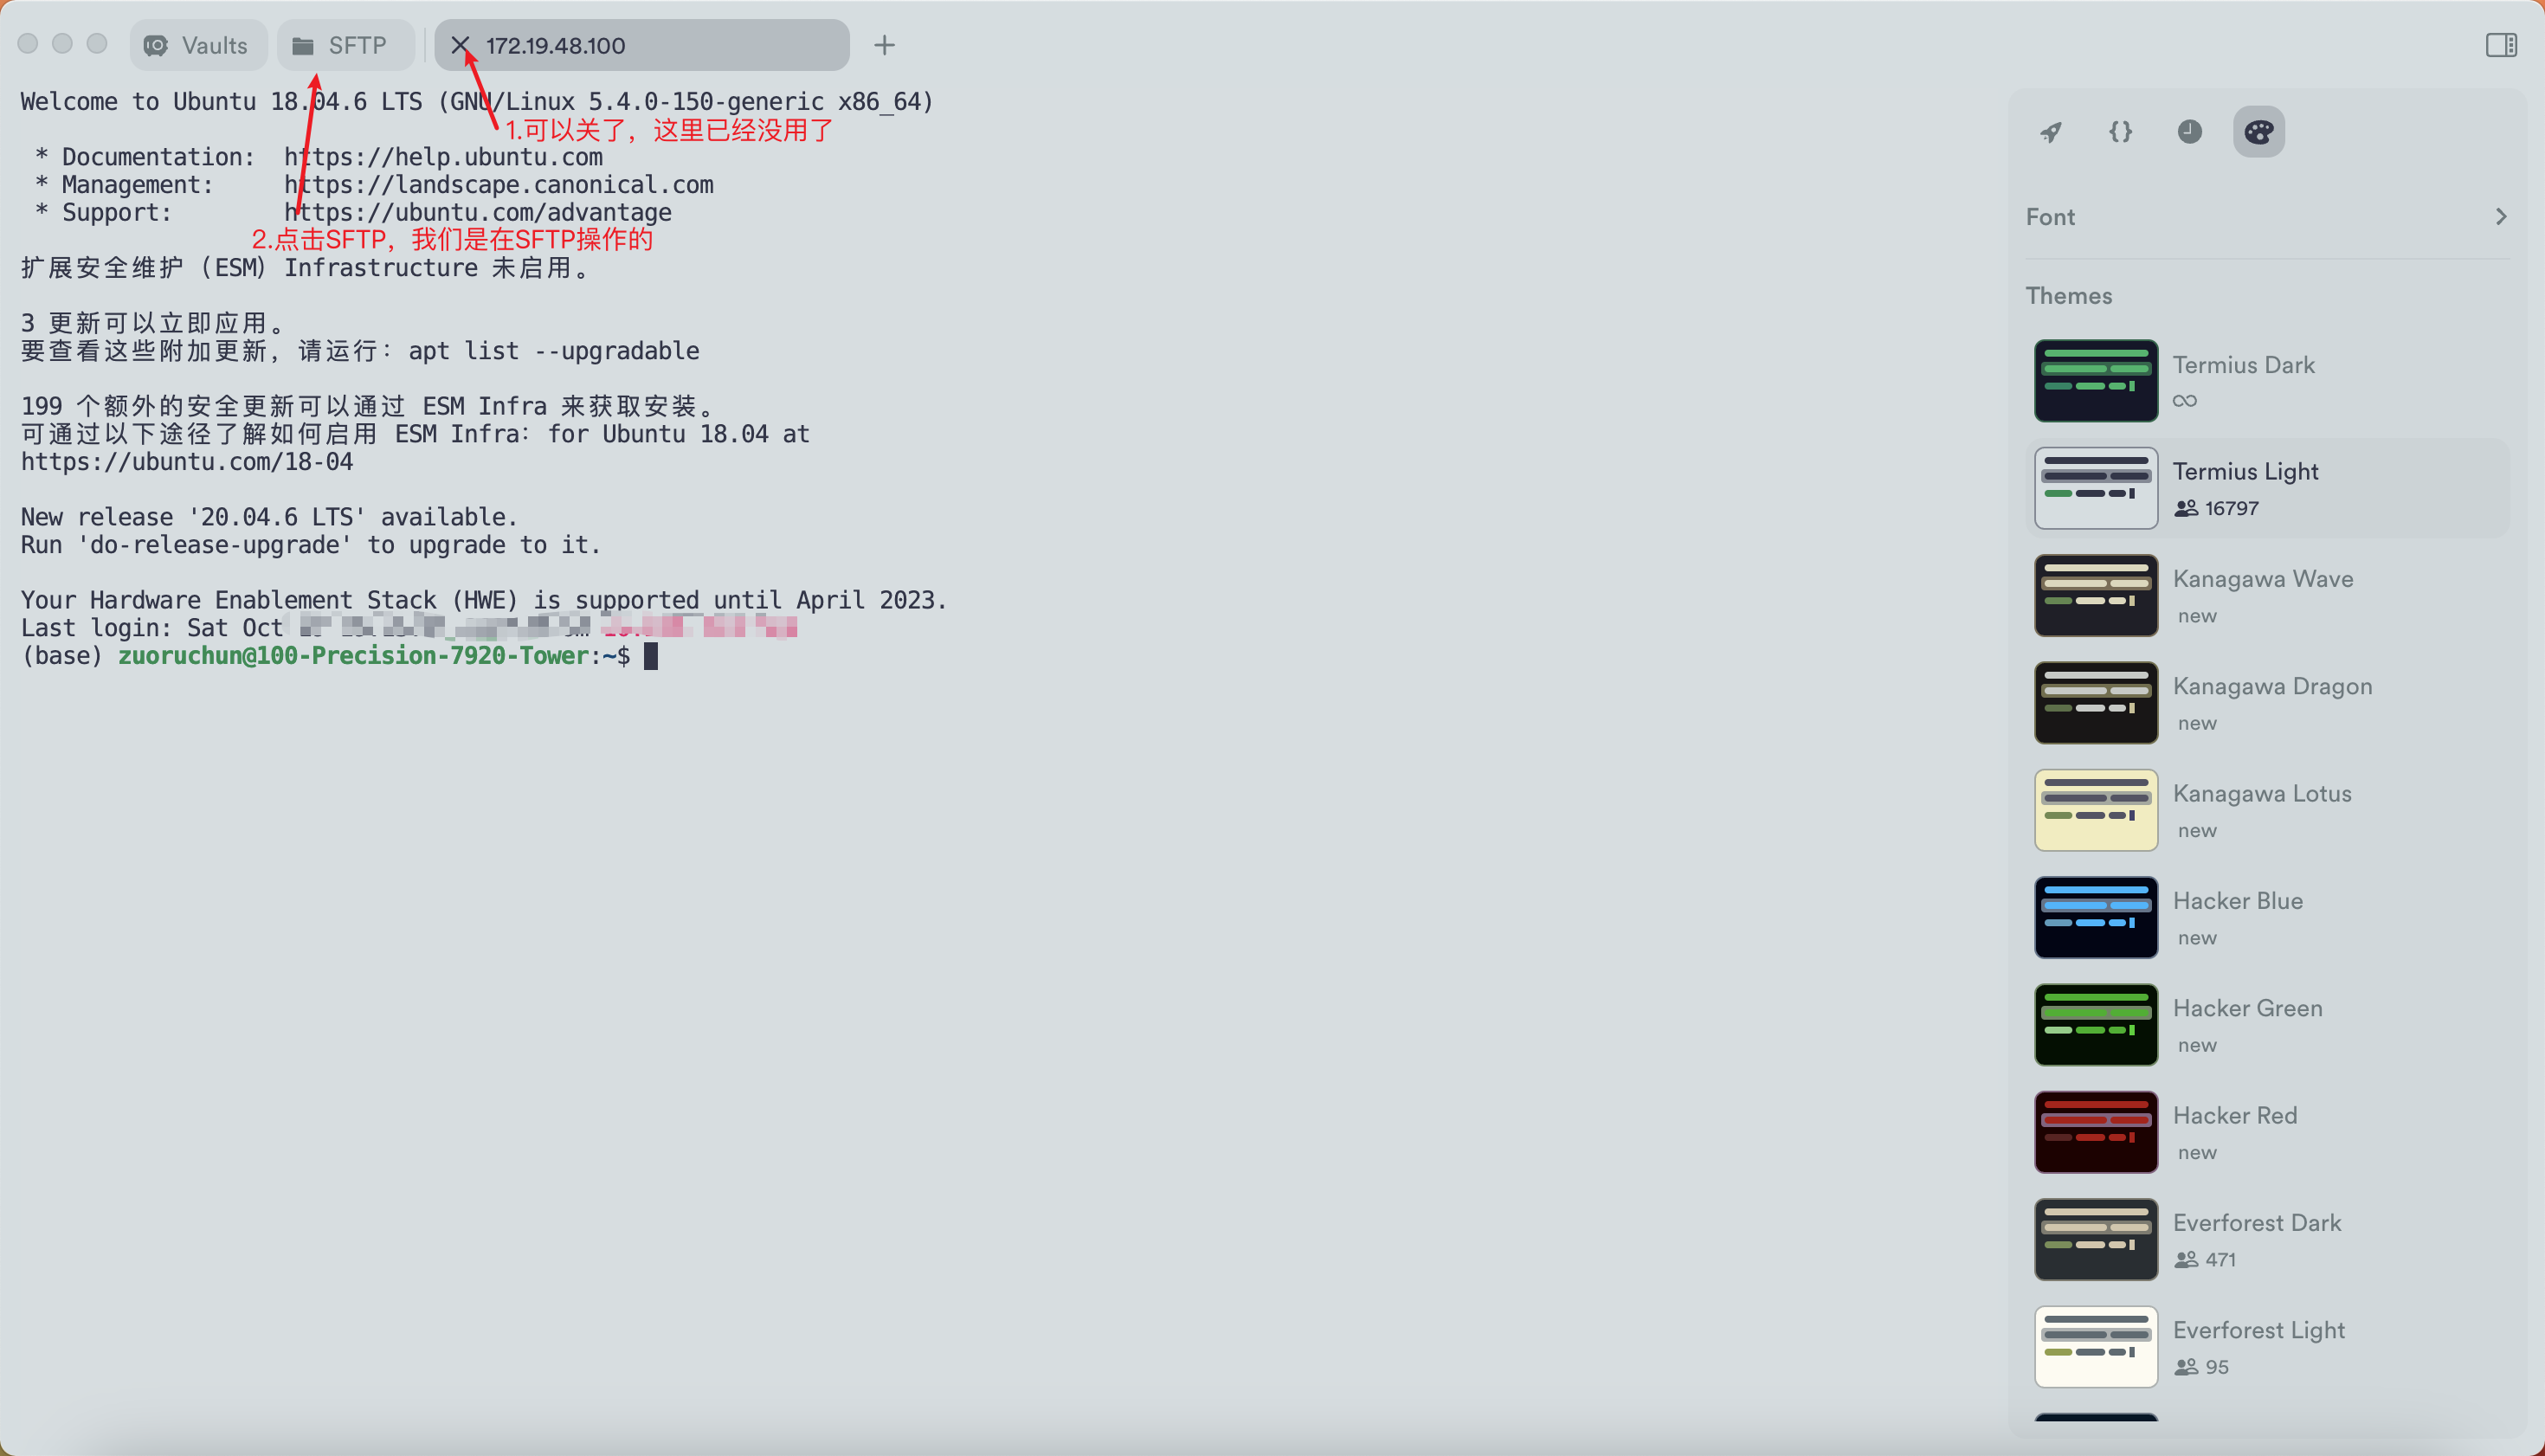 Vaults
SFTP
172.19.48.100
Welcome to Ubuntu 18.04.6 LTS (GNU/Linux 5.4.0-150-generic x86_64)
1.可以关了，这里已经没用了
* Documentation:  https://help.ubuntu.com
* Management:     https://landscape.canonical.com
* Support:        https://ubuntu.com/advantage
2.点击SFTP，我们是在SFTP操作的
扩展安全维护（ESM）Infrastructure 未启用。
3 更新可以立即应用。
要查看这些附加更新，请运行：apt list --upgradable
199 个额外的安全更新可以通过 ESM Infra 来获取安装。
可通过以下途径了解如何启用 ESM Infra：for Ubuntu 18.04 at
https://ubuntu.com/18-04
New release '20.04.6 LTS' available.
Run 'do-release-upgrade' to upgrade to it.
Your Hardware Enablement Stack (HWE) is supported until April 2023.
Last login: Sat Oct
(base) zuoruchun@100-Precision-7920-Tower:~$
Font
Themes
Termius Dark
∞
Termius Light
16797
Kanagawa Wave
new
Kanagawa Dragon
new
Kanagawa Lotus
new
Hacker Blue
new
Hacker Green
new
Hacker Red
new
Everforest Dark
471
Everforest Light
95